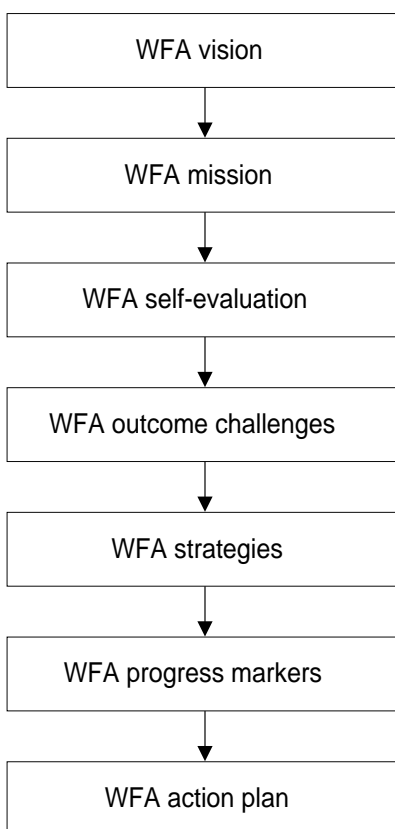 WFA vision
WFA mission
WFA self-evaluation
WFA outcome challenges
WFA strategies
WFA progress markers
WFA action plan